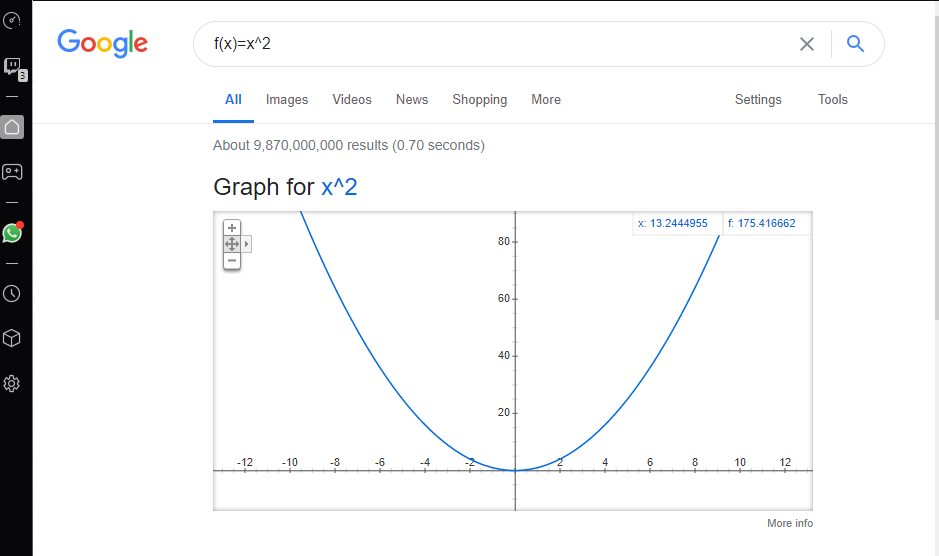 3
Google
f(x)=x^2
All Images Videos News Shopping More Settings Tools
About 9,870,000,000 results (0.70 seconds)
Graph for x^2
x: 13.2444955 f: 175.416662
80
60
40
20
-12 -10 -8 -6 -4 -2 2 4 6 8 10 12
More info